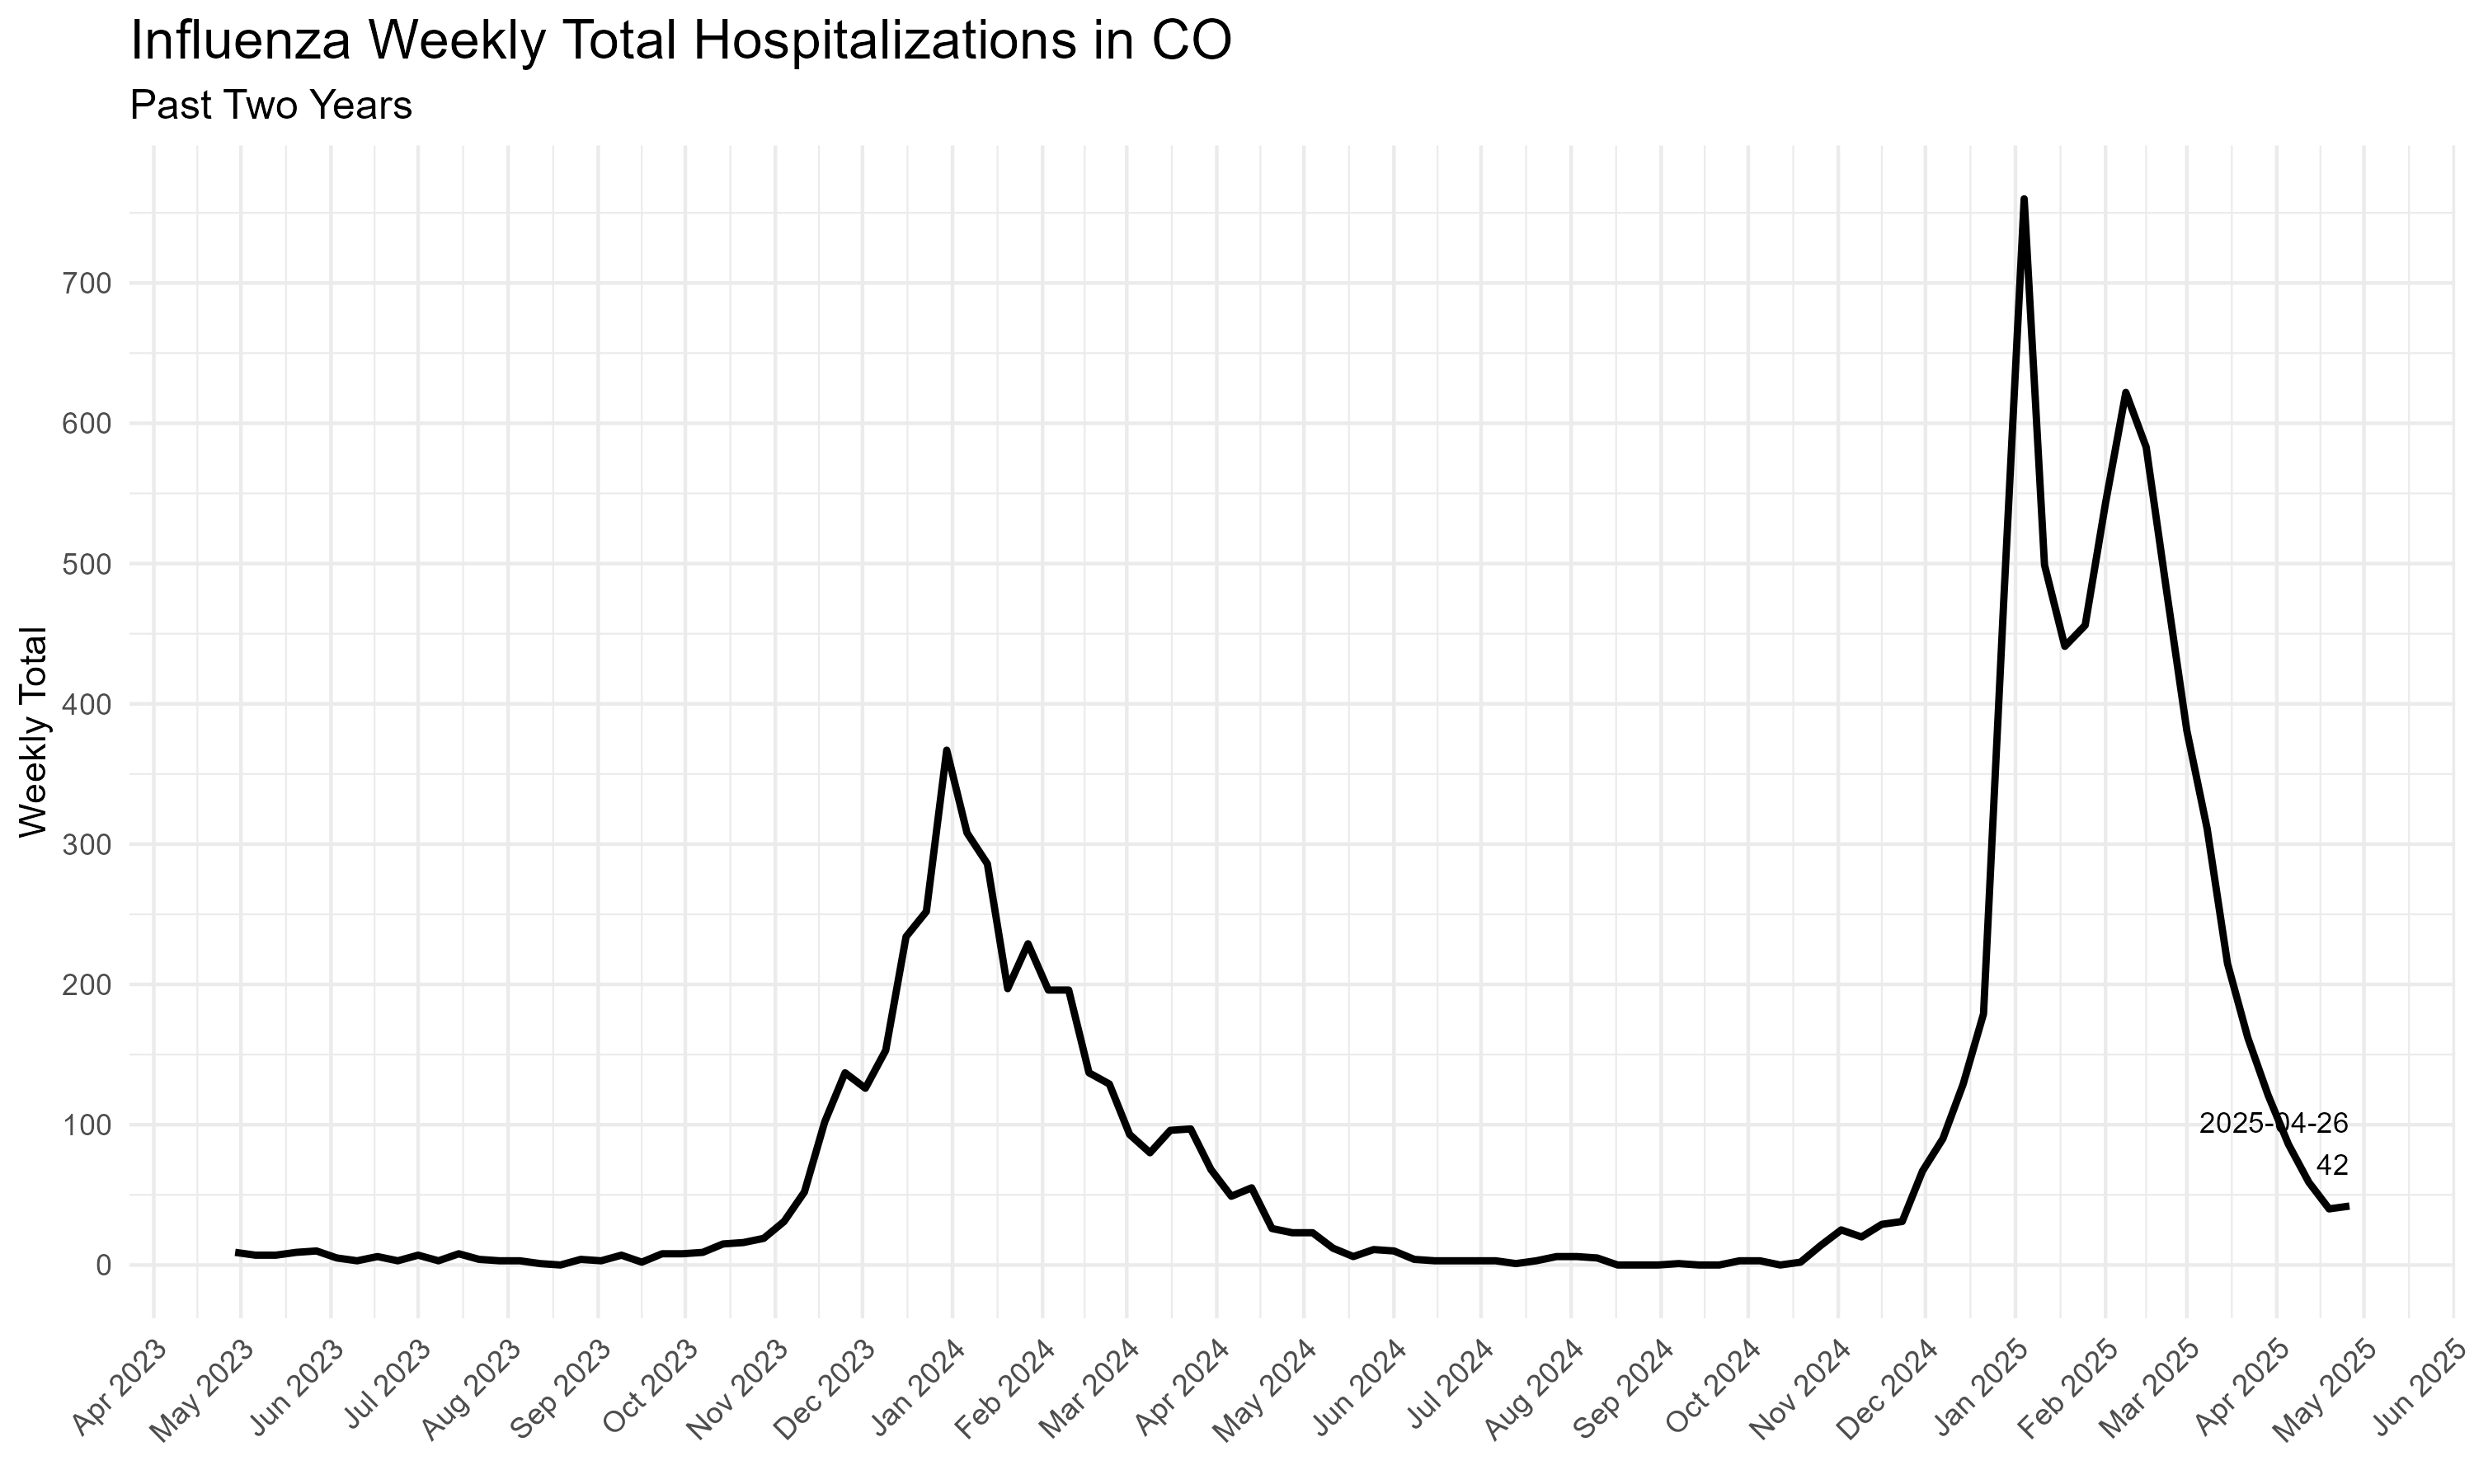 Influenza Weekly Total Hospitalizations in CO
Past Two Years
Weekly Total
700
600
500
400
300
200
100
0
2025-04-26
42
Apr 2023
May 2023
Jun 2023
Jul 2023
Aug 2023
Sep 2023
Oct 2023
Nov 2023
Dec 2023
Jan 2024
Feb 2024
Mar 2024
Apr 2024
May 2024
Jun 2024
Jul 2024
Aug 2024
Sep 2024
Oct 2024
Nov 2024
Dec 2024
Jan 2025
Feb 2025
Mar 2025
Apr 2025
May 2025
Jun 2025